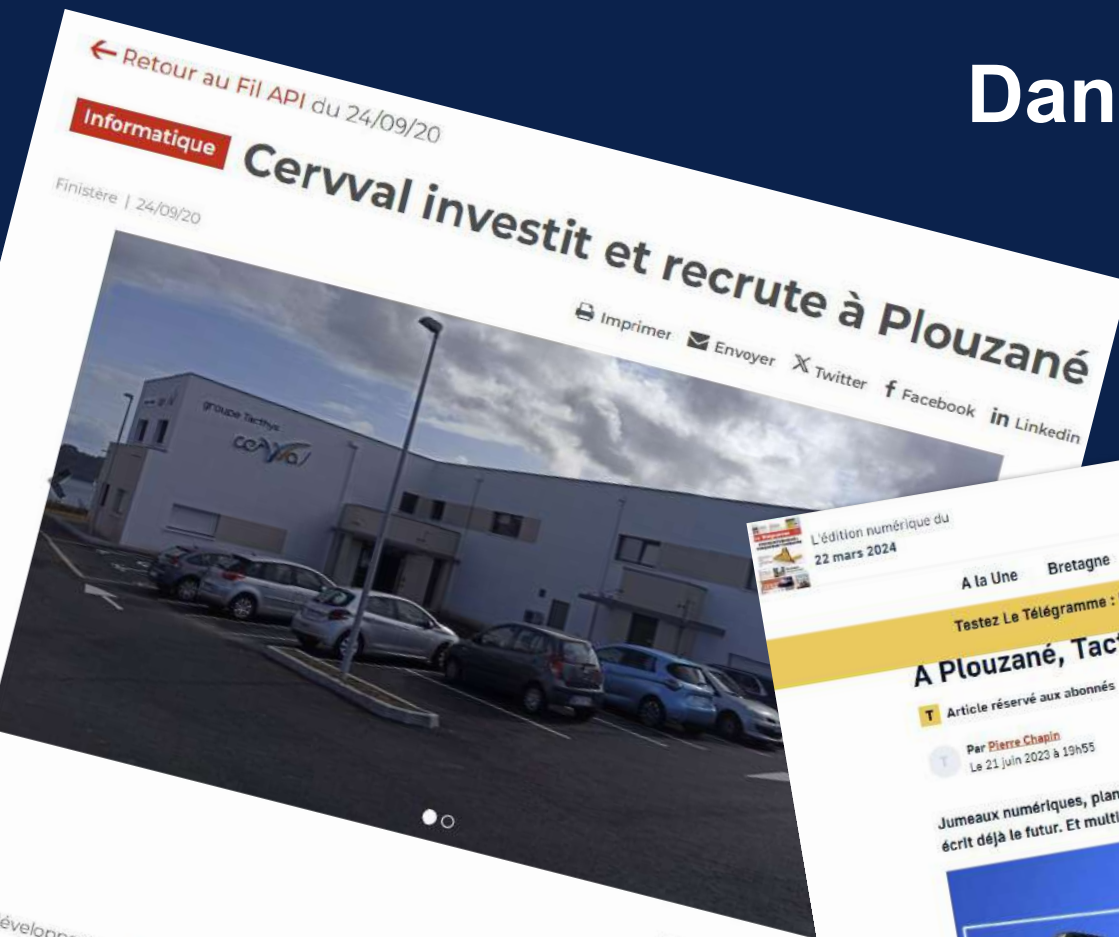 Dan
← Retour au Fil API du 24/09/20
Informatique Cervval investit et recrute à Plouzané
Finistère | 24/09/20
Imprimer Envoyer Twitter Facebook Linkedin
groupe Tacthys
cervval
L'édition numérique du
22 mars 2024
A la Une Bretagne
Testez Le Télégramme :
A Plouzané, Tac
T Article réservé aux abonnés
T Par Pierre Chapin
Le 21 juin 2023 à 19h55
Jumeaux numériques, plan
écrit déjà le futur. Et multi